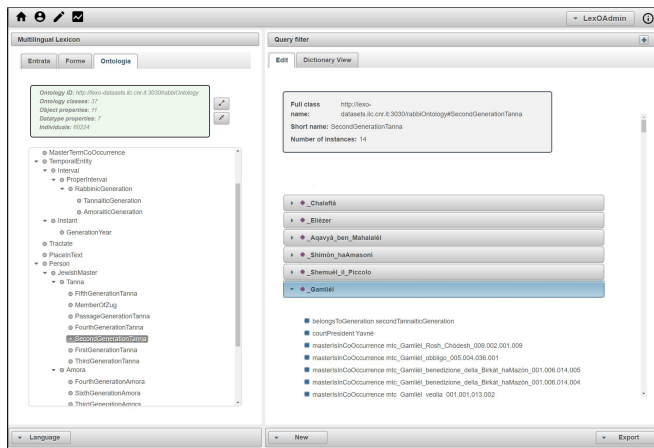 LexOAdmin
Multilingual Lexicon
Entrata Forme Ontologia
Ontology ID: http://lexo-datasets.ilc.cnr.it:3030/rabbiOntology
Ontology classes: 37
Object properties: 11
Datatype properties: 7
Individuals: 60224
MasterTermCoOccurrence
TemporalEntity
Interval
ProperInterval
RabbinicGeneration
TannaiticGeneration
AmoraiticGeneration
Instant
GenerationYear
Tractate
PlaceInText
Person
JewishMaster
Tanna
FifthGenerationTanna
MemberOfZug
PassageGenerationTanna
FourthGenerationTanna
SecondGenerationTanna
FirstGenerationTanna
ThirdGenerationTanna
Amora
FourthGenerationAmora
SixthGenerationAmora
ThirdGenerationAmora
Language
Query filter
Edit Dictionary View
Full class name: http://lexo-
datasets.ilc.cnr.it:3030/rabbiOntology#SecondGenerationTanna
Short name: SecondGenerationTanna
Number of instances: 14
_Chalaftà
_Elièzer
_Aqavyà_ben_Mahalalèl
_Shimòn_haAmasonì
_Shemuèl_il_Piccolo
_Gamlièl
belongsToGeneration secondTannaiticGeneration
courtPresident Yavnè
masterIsInCoOccurrence mtc_Gamlièl_Rosh_Chòdesh_009.002.001.009
masterIsInCoOccurrence mtc_Gamlièl_obbligo_005.004.036.001
masterIsInCoOccurrence mtc_Gamlièl_benedizione_della_Birkàt_haMazòn_001.006.014.005
masterIsInCoOccurrence mtc_Gamlièl_benedizione_della_Birkàt_haMazòn_001.006.014.004
masterIsInCoOccurrence mtc_Gamlièl_veglia_001.001.013.002
New
Export